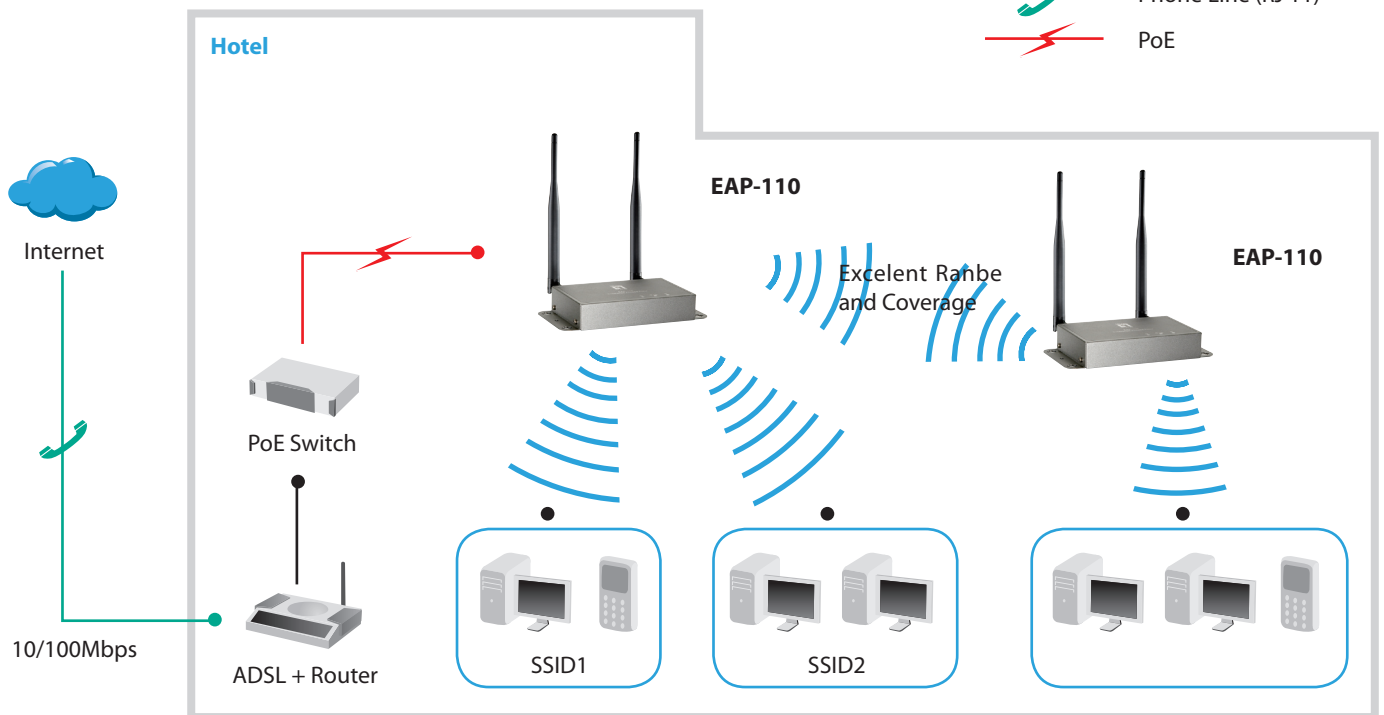 Hotel
PoE
EAP-110
EAP-110
Internet
Excelent Ranbe
and Coverage
PoE Switch
10/100Mbps
ADSL + Router
SSID1
SSID2